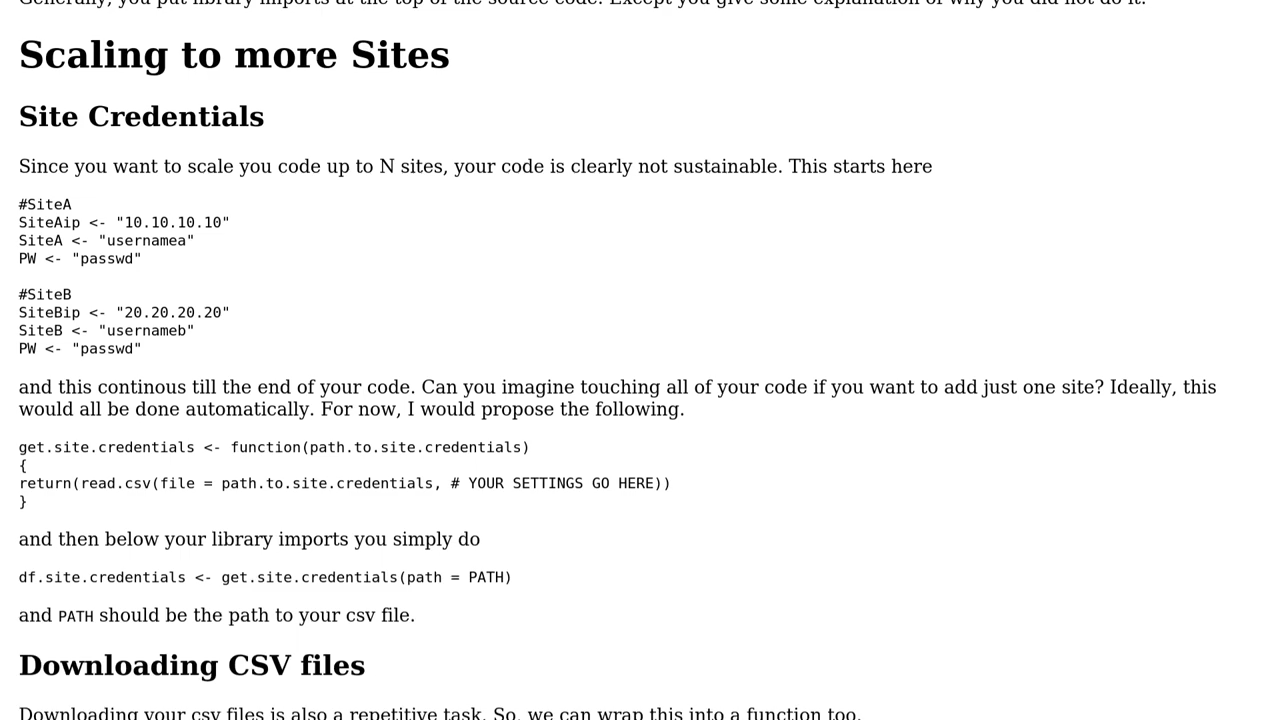 Generally, you put library imports at the top of the source code. Except you give some explanation of why you did not do it.
Scaling to more Sites
Site Credentials
Since you want to scale you code up to N sites, your code is clearly not sustainable. This starts here
#SiteA
SiteAip <- "10.10.10.10"
SiteA <- "usernamea"
PW <- "passwd"
#SiteB
SiteBip <- "20.20.20.20"
SiteB <- "usernameb"
PW <- "passwd"
and this continous till the end of your code. Can you imagine touching all of your code if you want to add just one site? Ideally, this
would all be done automatically. For now, I would propose the following.
get.site.credentials <- function(path.to.site.credentials)
{
return(read.csv(file = path.to.site.credentials, # YOUR SETTINGS GO HERE))
}
and then below your library imports you simply do
df.site.credentials <- get.site.credentials(path = PATH)
and PATH should be the path to your csv file.
Downloading CSV files
Downloading your csv files is also a repetitive task. So, we can wrap this into a function too.